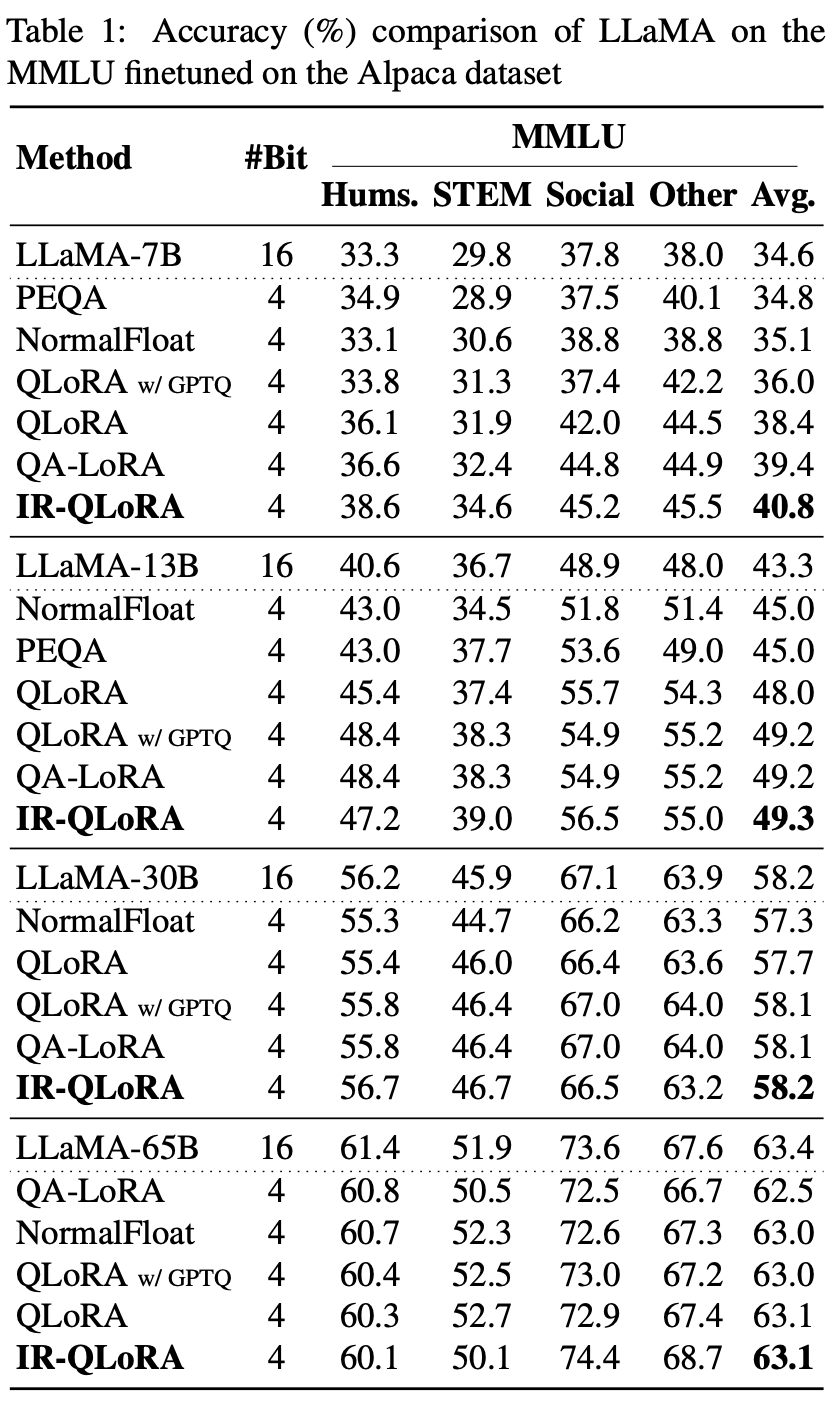 Table 1: Accuracy (%) comparison of LLaMA on the
MMLU finetuned on the Alpaca dataset
Method #Bit MMLU
Hums. STEM Social Other Avg.
LLaMA-7B 16 33.3 29.8 37.8 38.0 34.6
PEQA 4 34.9 28.9 37.5 40.1 34.8
NormalFloat 4 33.1 30.6 38.8 38.8 35.1
QLoRA w/ GPTQ 4 33.8 31.3 37.4 42.2 36.0
QLoRA 4 36.1 31.9 42.0 44.5 38.4
QA-LoRA 4 36.6 32.4 44.8 44.9 39.4
IR-QLoRA 4 38.6 34.6 45.2 45.5 40.8
LLaMA-13B 16 40.6 36.7 48.9 48.0 43.3
NormalFloat 4 43.0 34.5 51.8 51.4 45.0
PEQA 4 43.0 37.7 53.6 49.0 45.0
QLoRA 4 45.4 37.4 55.7 54.3 48.0
QLoRA w/ GPTQ 4 48.4 38.3 54.9 55.2 49.2
QA-LoRA 4 48.4 38.3 54.9 55.2 49.2
IR-QLoRA 4 47.2 39.0 56.5 55.0 49.3
LLaMA-30B 16 56.2 45.9 67.1 63.9 58.2
NormalFloat 4 55.3 44.7 66.2 63.3 57.3
QLoRA 4 55.4 46.0 66.4 63.6 57.7
QLoRA w/ GPTQ 4 55.8 46.4 67.0 64.0 58.1
QA-LoRA 4 55.8 46.4 67.0 64.0 58.1
IR-QLoRA 4 56.7 46.7 66.5 63.2 58.2
LLaMA-65B 16 61.4 51.9 73.6 67.6 63.4
QA-LoRA 4 60.8 50.5 72.5 66.7 62.5
NormalFloat 4 60.7 52.3 72.6 67.3 63.0
QLoRA w/ GPTQ 4 60.4 52.5 73.0 67.2 63.0
QLoRA 4 60.3 52.7 72.9 67.4 63.1
IR-QLoRA 4 60.1 50.1 74.4 68.7 63.1